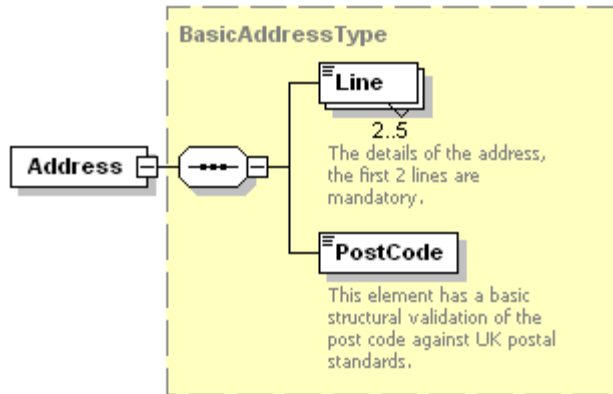 BasicAddressType
Line
2..5
The details of the address,
the first 2 lines are
mandatory.
Address
PostCode
This element has a basic
structural validation of the
post code against UK postal
standards.